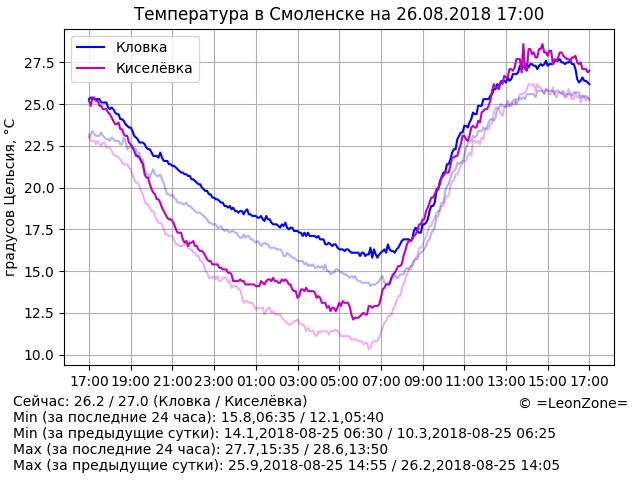 Температура в Смоленске на 26.08.2018 17:00
градусов Цельсия, °C
Кловка
Киселёвка
27.5
25.0
22.5
20.0
17.5
15.0
12.5
10.0
17:00 19:00 21:00 23:00 01:00 03:00 05:00 07:00 09:00 11:00 13:00 15:00 17:00
Сейчас: 26.2 / 27.0 (Кловка / Киселёвка)
© =LeonZone=
Min (за последние 24 часа): 15.8,06:35 / 12.1,05:40
Min (за предыдущие сутки): 14.1,2018-08-25 06:30 / 10.3,2018-08-25 06:25
Max (за последние 24 часа): 27.7,15:35 / 28.6,13:50
Max (за предыдущие сутки): 25.9,2018-08-25 14:55 / 26.2,2018-08-25 14:05